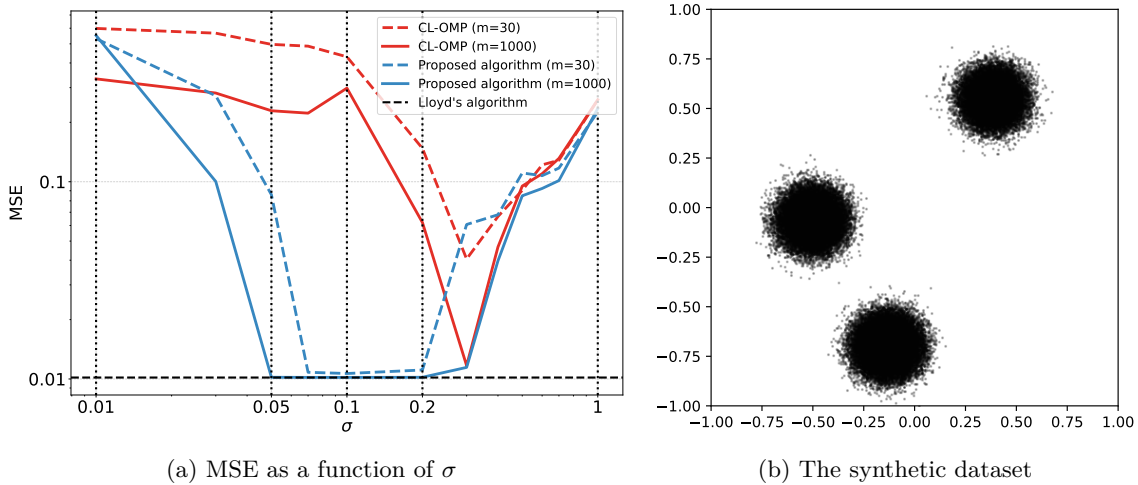 CL-OMP (m=30)
CL-OMP (m=1000)
Proposed algorithm (m=30)
Proposed algorithm (m=1000)
Lloyd's algorithm
MSE
0.1
0.01
0.01 0.05 0.1 0.2 1
σ
(a) MSE as a function of σ
1.00
0.75
0.50
0.25
0.00
−0.25
−0.50
−0.75
−1.00
−1.00 −0.75 −0.50 −0.25 0.00 0.25 0.50 0.75 1.00
(b) The synthetic dataset